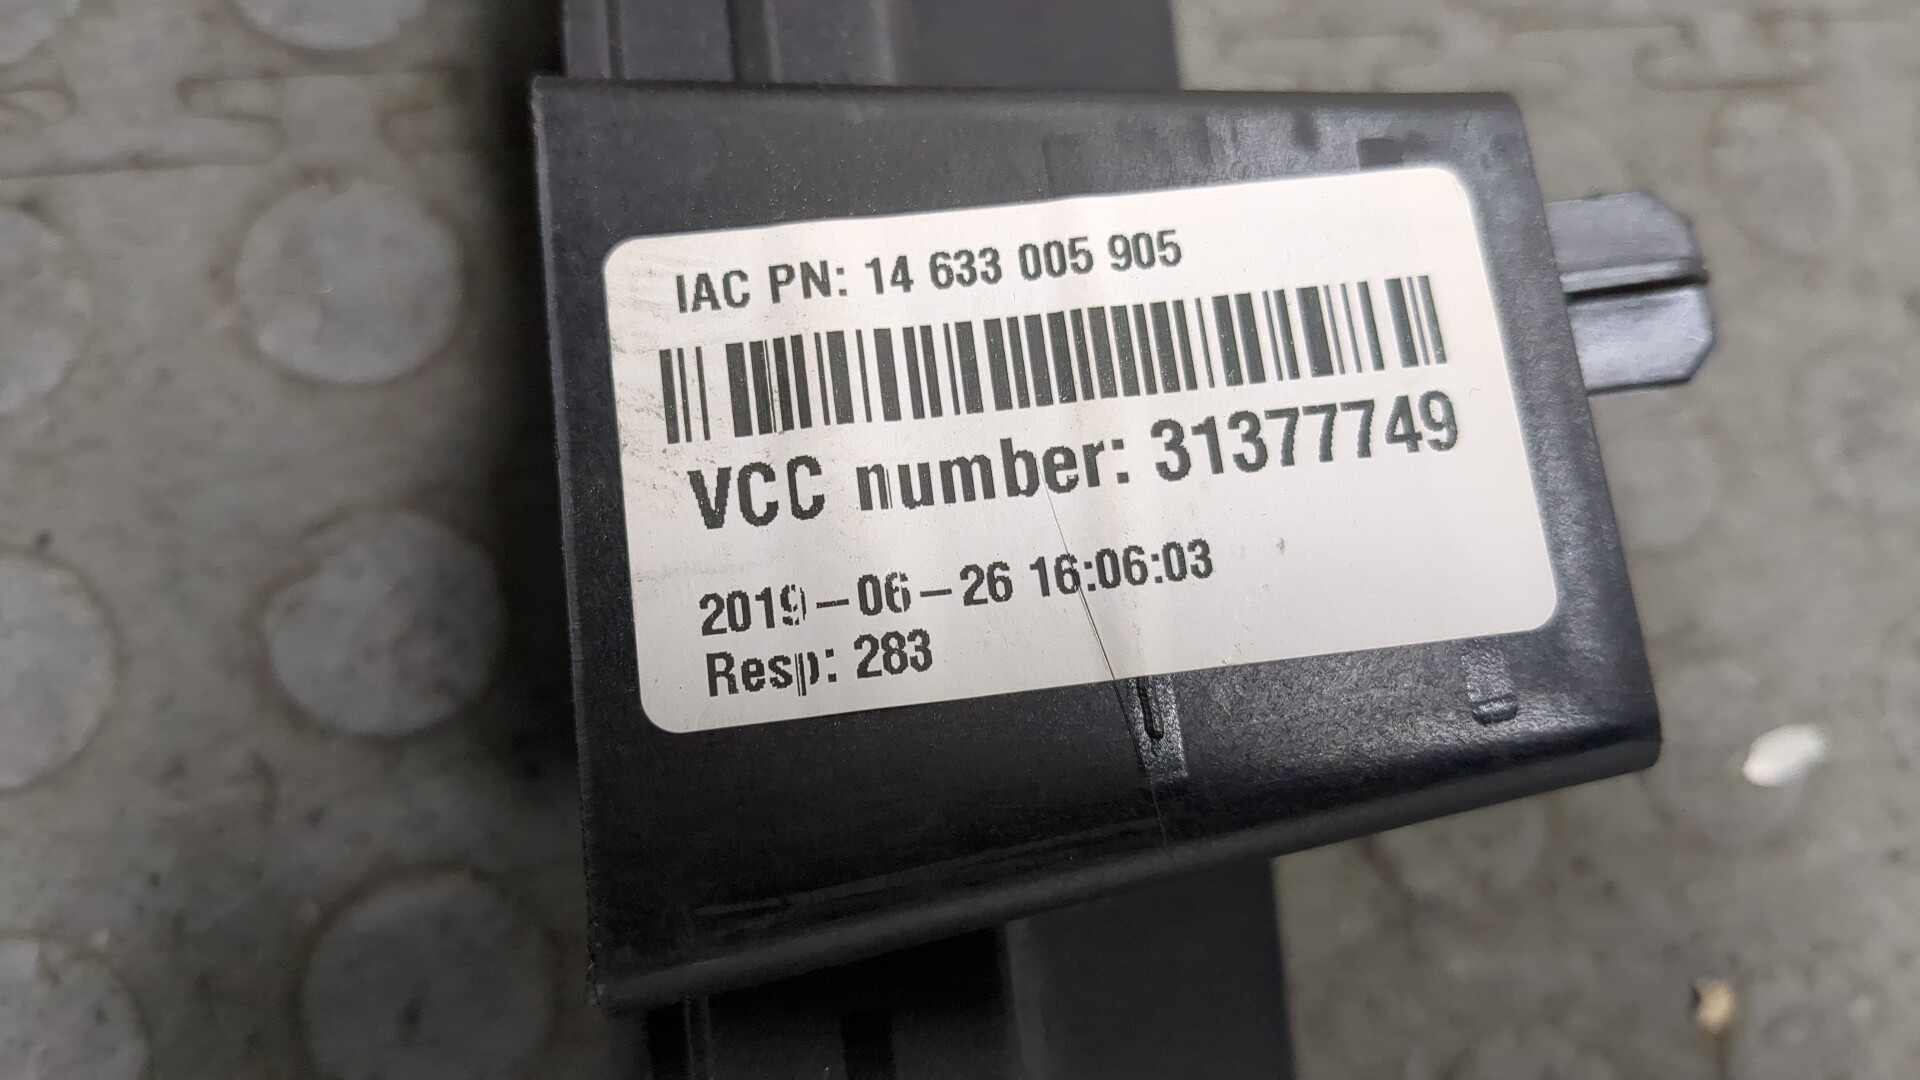 IAC PN: 14 633 005 905
VCC number: 31377749
2019-06-26 16:06:03
Resp: 283